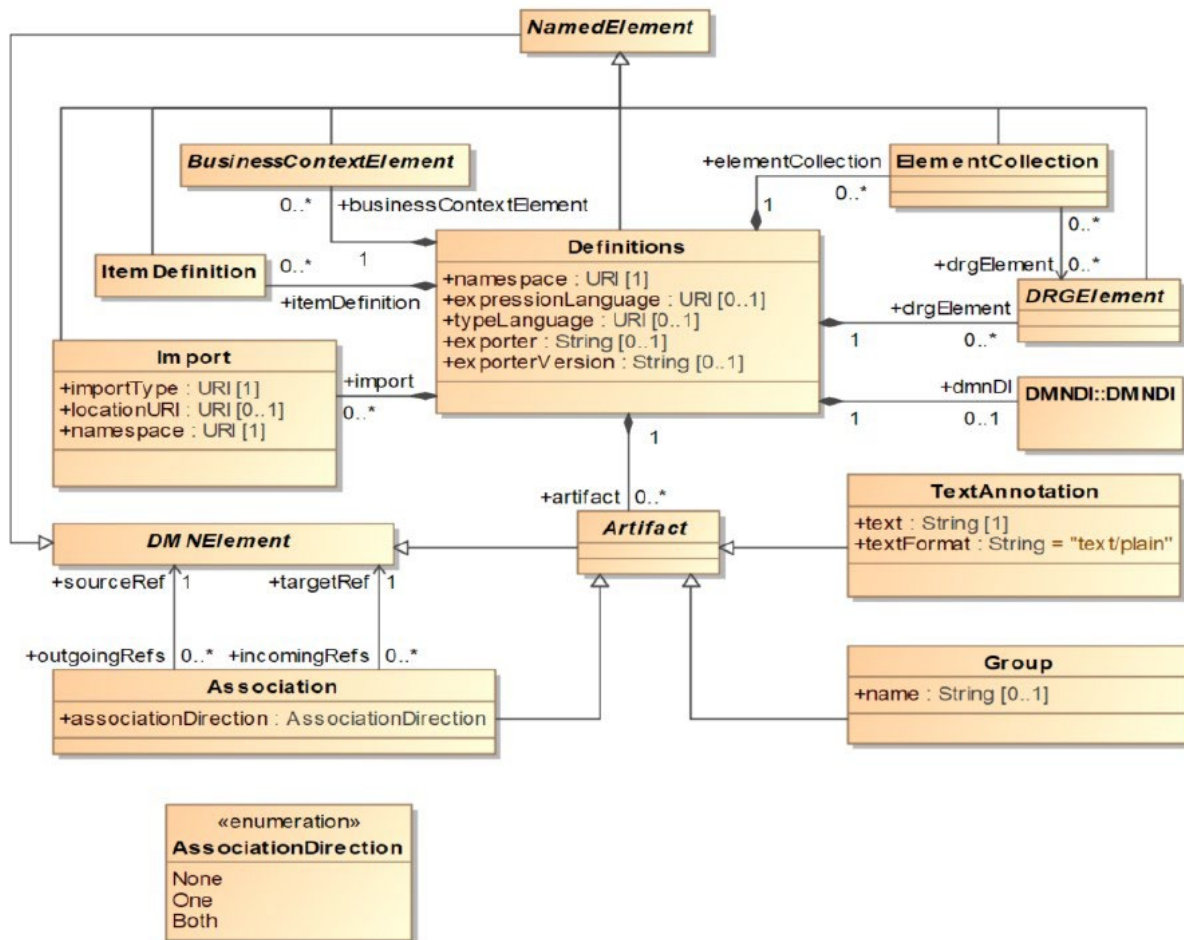 NamedElement
BusinessContextElement
0..*
+businessContextElement
1
+elementCollection
0..*
1
ElementCollection
0..*
+drgElement
0..*
ItemDefinition
0..*
+itemDefinition
Definitions
+namespace : URI [1]
+expressionLanguage : URI [0..1]
+typeLanguage : URI [0..1]
+exporter : String [0..1]
+exporterVersion : String [0..1]
+drgElement
1
0..*
DRGElement
Import
+importType : URI [1]
+locationURI : URI [0..1]
+namespace : URI [1]
+import
0..*
+dmnDI
1
0..1
DMNDI::DMNDI
1
+artifact
0..*
DMNElement
Artifact
TextAnnotation
+text : String [1]
+textFormat : String = "text/plain"
+sourceRef
1
+targetRef
1
+outgoingRefs
0..*
+incomingRefs
0..*
Association
+associationDirection : AssociationDirection
Group
+name : String [0..1]
«enumeration»
AssociationDirection
None
One
Both